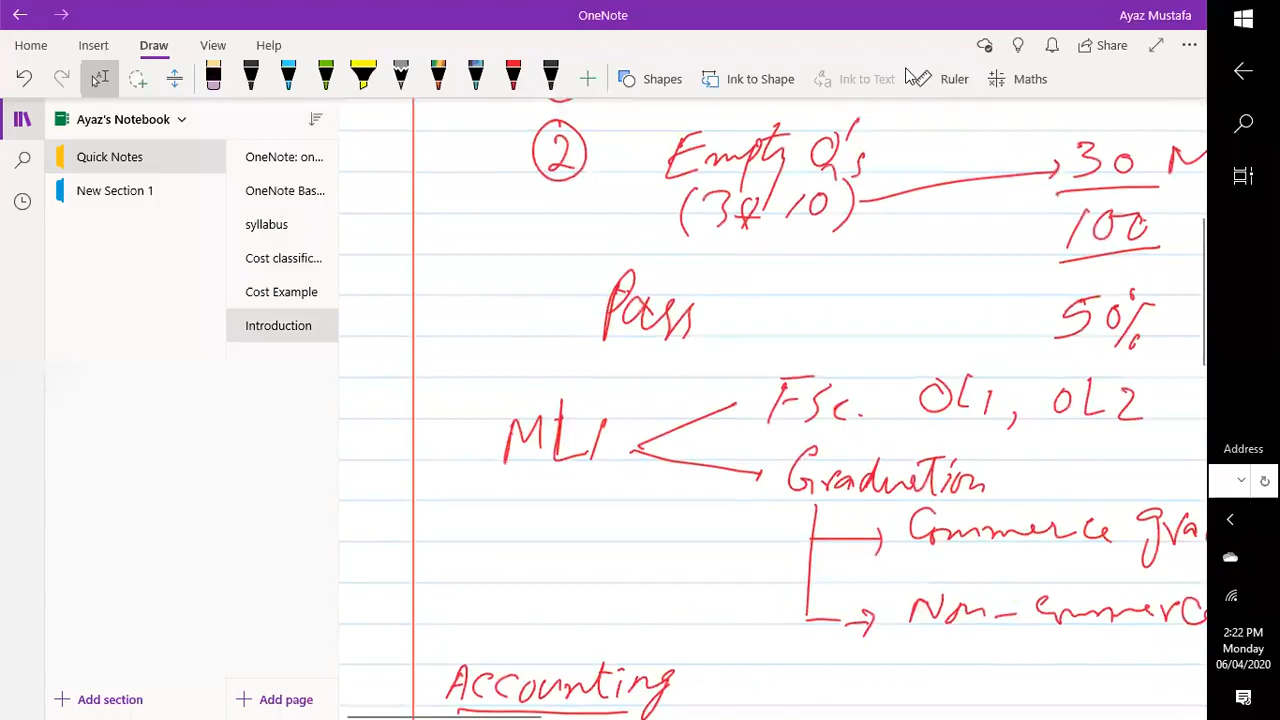 OneNote
Ayaz Mustafa
Home Insert Draw View Help
Share
Shapes Ink to Shape Ink to Text Ruler Maths
Ayaz's Notebook
Quick Notes
New Section 1
OneNote: on...
OneNote Bas...
syllabus
Cost classific...
Cost Example
Introduction
2 Empty Q's 30 M
(3 10) 100
Pass 50%
MLI FSc. OL1, OL2
Graduation
Commerce gra
Non-Commerce
Accounting
Add section
Add page
Address
2:22 PM
Monday
06/04/2020